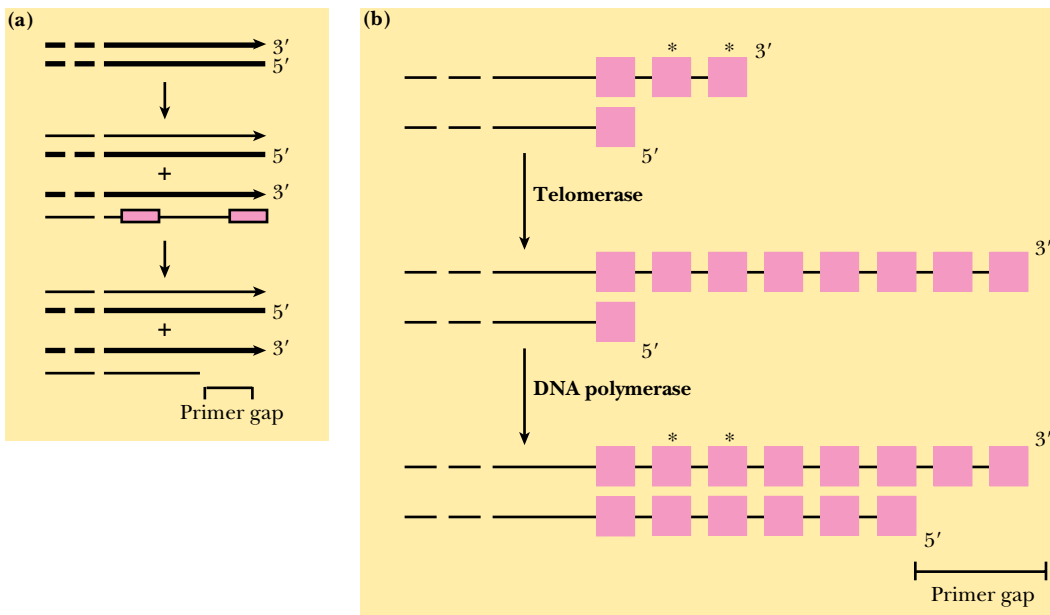 (a)
3′
5′
5′
+
3′
5′
+
3′
Primer gap
(b)
* * 3′
5′
Telomerase
3′
5′
DNA polymerase
* * 3′
5′
Primer gap